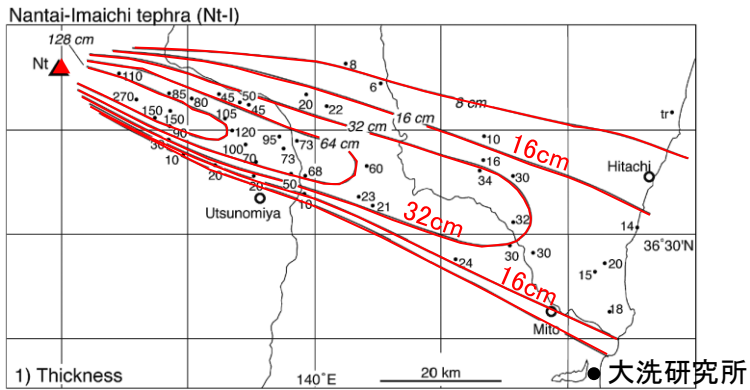 Nantai-Imaichi tephra (Nt-I)
128 cm
Nt
8
6
110
8 cm
tr
270
85
80
45
50
45
20
22
16 cm
150
150
105
32 cm
16cm
90
120
95
73
64 cm
10
30
100
73
16
Hitachi
10
70
60
34
30
20
20
50
68
Utsunomiya
10
23
21
32cm
32
14
36°30'N
30
30
24
20
15
16cm
18
Mito
1) Thickness
140°E
20 km
大洗研究所